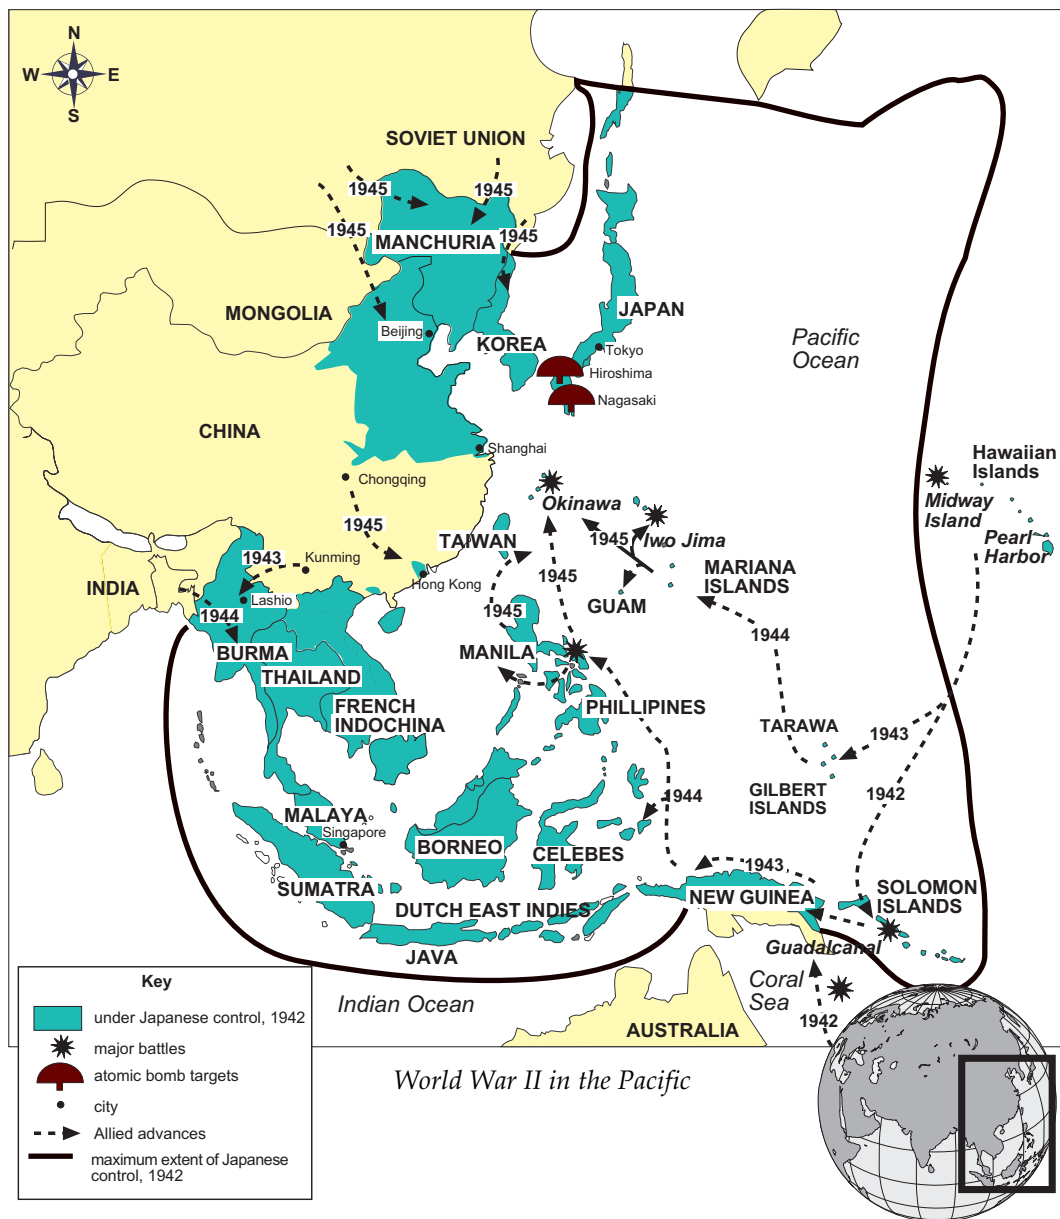 N
W E
S
SOVIET UNION
1945
1945
1945
1945
MANCHURIA
MONGOLIA
Beijing
KOREA
JAPAN
Tokyo
Hiroshima
Nagasaki
Pacific
Ocean
CHINA
Shanghai
Chongqing
Hawaiian
Islands
Midway
Island
Pearl
Harbor
Okinawa
Iwo Jima
1945
1945
TAIWAN
1943
Kunming
Hong Kong
MARIANA
ISLANDS
INDIA
Lashio
1944
1945
GUAM
1945
1944
BURMA
MANILA
THAILAND
FRENCH
INDOCHINA
PHILLIPINES
TARAWA
1943
GILBERT
ISLANDS
1942
1944
MALAYA
Singapore
BORNEO
CELEBES
1943
SUMATRA
DUTCH EAST INDIES
NEW GUINEA
SOLOMON
ISLANDS
JAVA
Guadalcanal
Coral
Sea
Indian Ocean
1942
AUSTRALIA
Key
under Japanese control, 1942
major battles
atomic bomb targets
city
Allied advances
maximum extent of Japanese
control, 1942
World War II in the Pacific